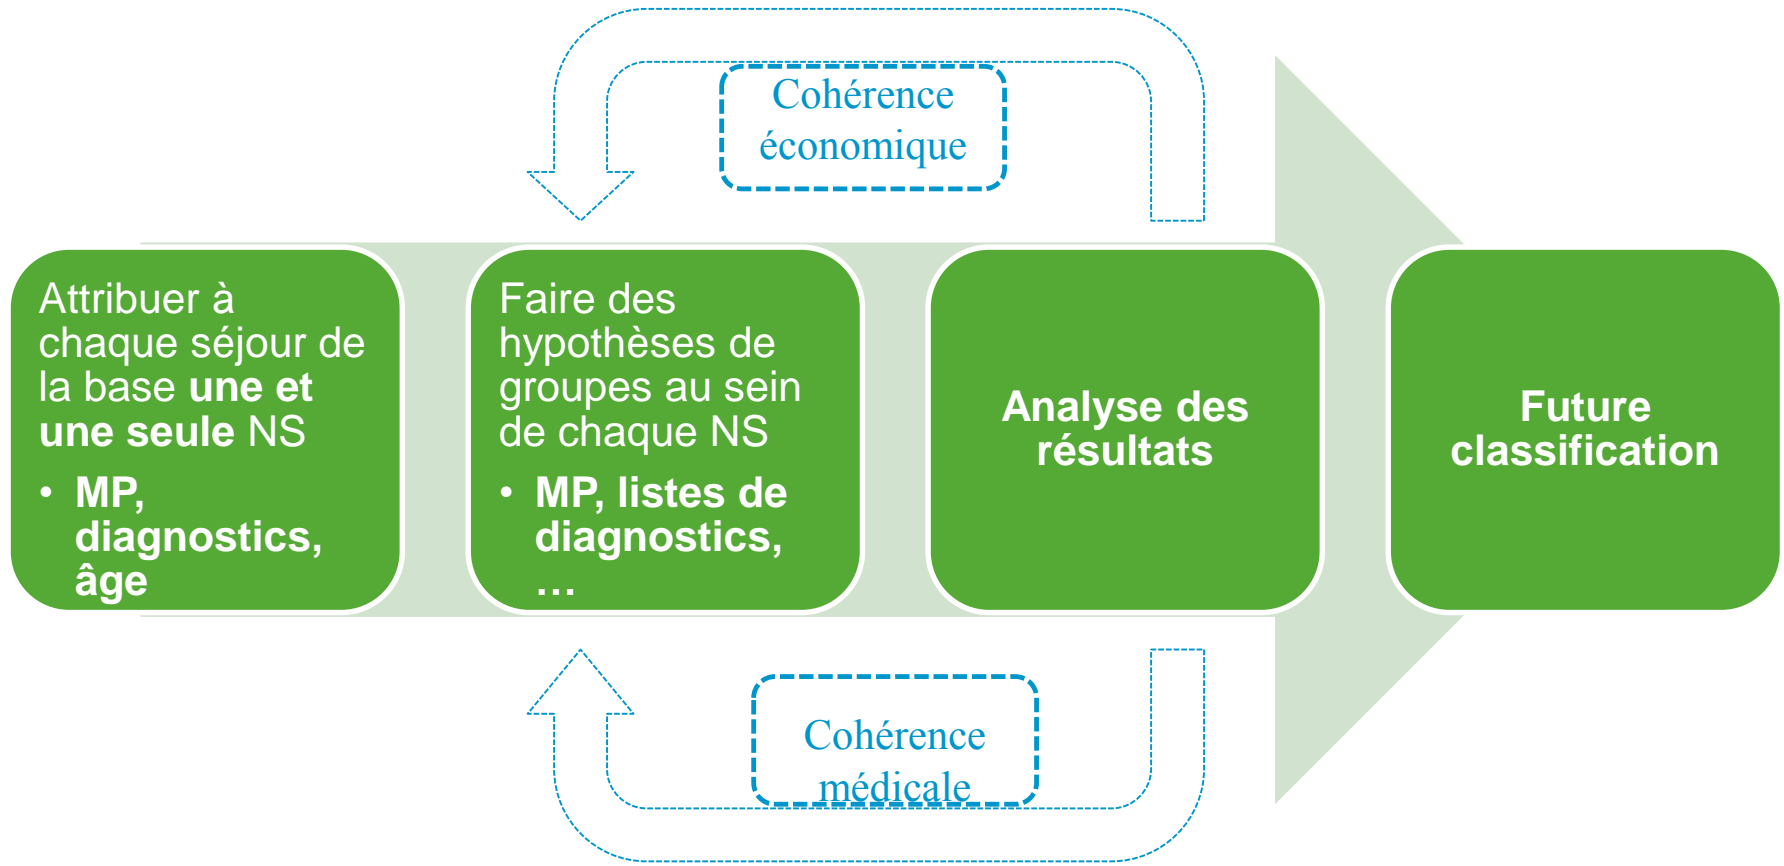 Cohérence
économique
Attribuer à
chaque séjour de
la base une et
une seule NS
• MP,
diagnostics,
âge
Faire des
hypothèses de
groupes au sein
de chaque NS
• MP, listes de
diagnostics,
…
Analyse des
résultats
Future
classification
Cohérence
médicale